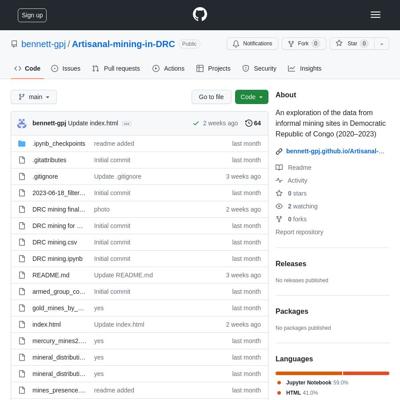 Sign up
bennett-gpj / Artisanal-mining-in-DRC Public
Notifications
Fork 0
Star 0
Code
Issues
Pull requests
Actions
Projects
Security
Insights
main
Go to file
Code
bennett-gpj Update index.html ... 2 weeks ago 64
.ipynb_checkpoints readme added last month
.gitattributes Initial commit last month
.gitignore Update .gitignore 3 weeks ago
2023-06-18_filter... Initial commit last month
DRC mining final... photo 2 weeks ago
DRC mining for ... Initial commit last month
DRC mining.csv Initial commit last month
DRC mining.ipynb Initial commit last month
README.md Update README.md 3 weeks ago
armed_group_co... Initial commit last month
gold_mines_by_... yes last month
index.html Update index.html 2 weeks ago
mercury_mines2.... yes last month
mineral_distributi... yes last month
mineral_distributi... yes last month
mines_presence.... readme added last month
About
An exploration of the data from
informal mining sites in Democratic
Republic of Congo (2020–2023)
bennett-gpj.github.io/Artisanal-...
Readme
Activity
0 stars
2 watching
0 forks
Report repository
Releases
No releases published
Packages
No packages published
Languages
Jupyter Notebook 59.0%
HTML 41.0%